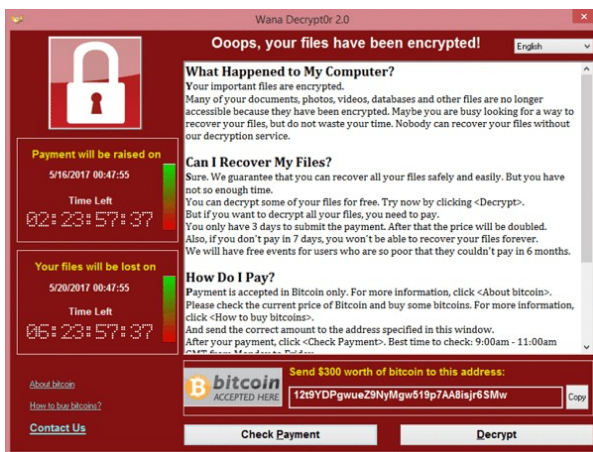 Wana Decrypt0r 2.0
Ooops, your files have been encrypted!
English
Payment will be raised on
5/16/2017 00:47:55
Time Left
02:23:57:37
Your files will be lost on
5/20/2017 00:47:55
Time Left
06:23:57:37
About bitcoin
How to buy bitcoins?
Contact Us
What Happened to My Computer?
Your important files are encrypted.
Many of your documents, photos, videos, databases and other files are no longer
accessible because they have been encrypted. Maybe you are busy looking for a way to
recover your files, but do not waste your time. Nobody can recover your files without
our decryption service.
Can I Recover My Files?
Sure. We guarantee that you can recover all your files safely and easily. But you have
not so enough time.
You can decrypt some of your files for free. Try now by clicking <Decrypt>.
But if you want to decrypt all your files, you need to pay.
You only have 3 days to submit the payment. After that the price will be doubled.
Also, if you don't pay in 7 days, you won't be able to recover your files forever.
We will have free events for users who are so poor that they couldn't pay in 6 months.
How Do I Pay?
Payment is accepted in Bitcoin only. For more information, click <About bitcoin>.
Please check the current price of Bitcoin and buy some bitcoins. For more information,
click <How to buy bitcoins>.
And send the correct amount to the address specified in this window.
After your payment, click <Check Payment>. Best time to check: 9:00am - 11:00am
GMT from Monday to Friday.
bitcoin
ACCEPTED HERE
Send $300 worth of bitcoin to this address:
12t9YDPgwueZ9NyMgw519p7AA8isjr6SMw
Copy
Check Payment
Decrypt